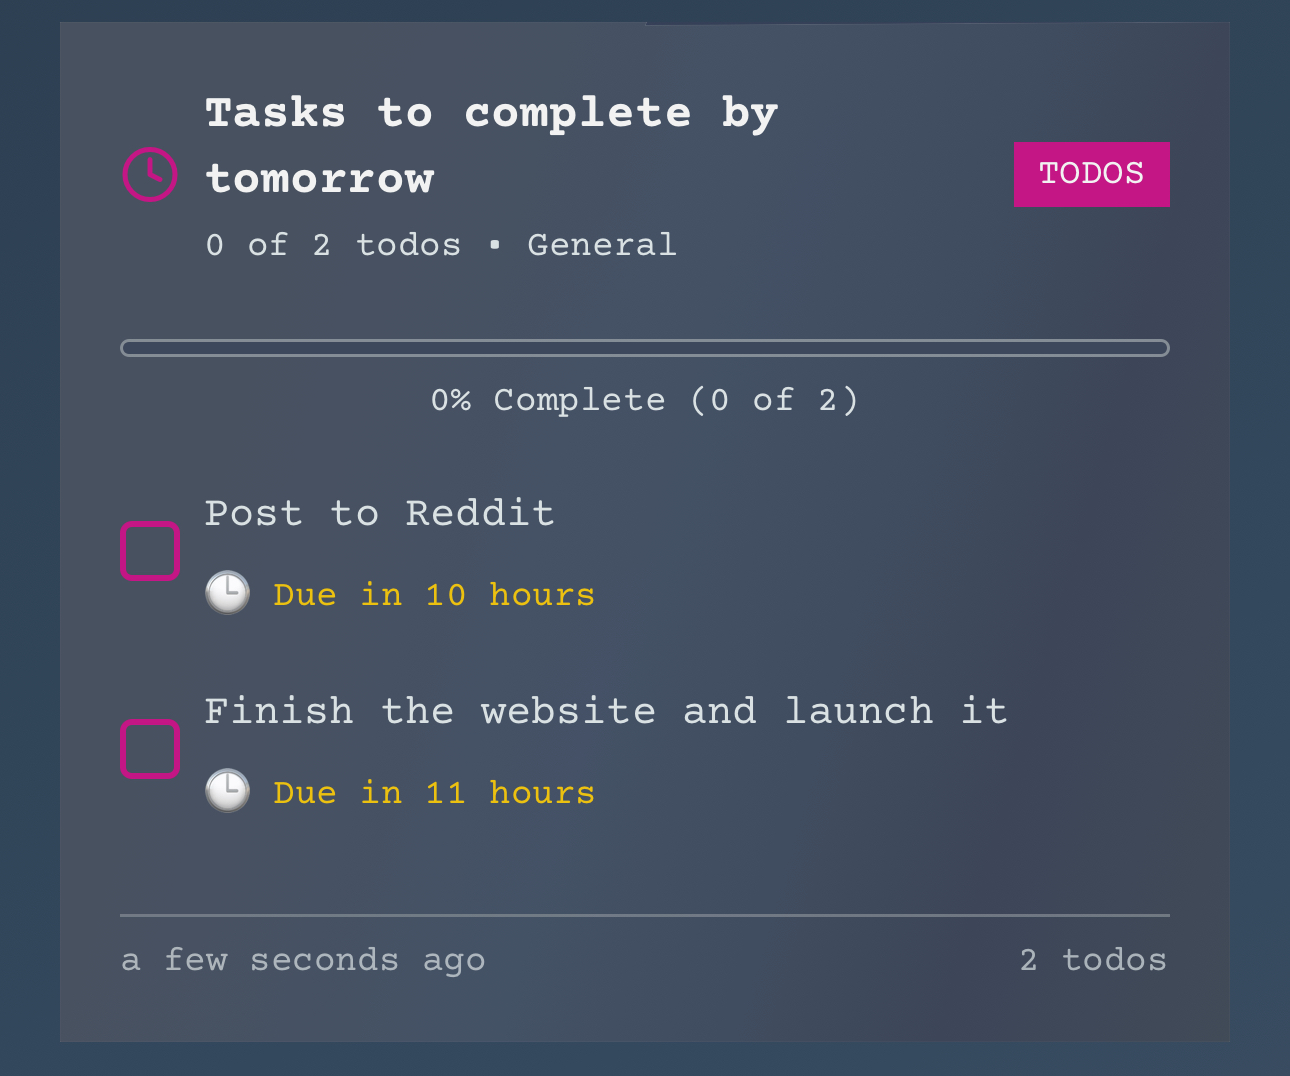 Tasks to complete by
tomorrow
TODOS
0 of 2 todos • General
0% Complete (0 of 2)
Post to Reddit
Due in 10 hours
Finish the website and launch it
Due in 11 hours
a few seconds ago
2 todos